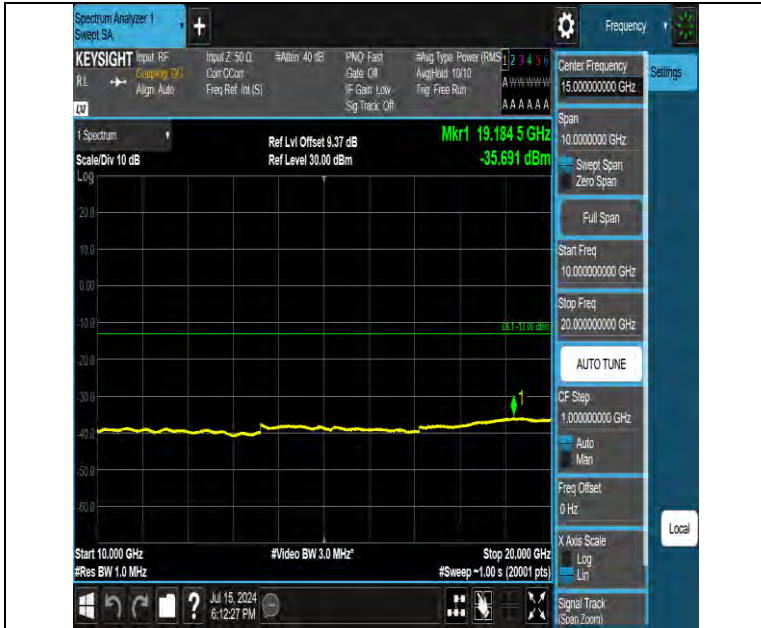 Spectrum Analyzer 1
Swept SA
+
Frequency
KEYSIGHT
RL
Input: RF
Coupling: DC
Align: Auto
Input Z: 50 Ω
Corr CCorr
Freq Ref: Int (S)
#Atten: 40 dB
PNO: Fast
Gate: Off
IF Gain: Low
Sig Track: Off
#Avg Type: Power (RMS
Avg|Hold: 10/10
Trig: Free Run
1 2 3 4 5 6
A W W W W W
A A A A A A
LXI
1 Spectrum
Scale/Div 10 dB
Log
Ref Lvl Offset 9.37 dB
Ref Level 30.00 dBm
Mkr1 19.184 5 GHz
-35.691 dBm
20.0
10.0
0.00
-10.0
DL1 -13.00 dBm
-20.0
-30.0
1
-40.0
-50.0
-60.0
Start 10.000 GHz
#Res BW 1.0 MHz
#Video BW 3.0 MHz*
Stop 20.000 GHz
#Sweep ~1.00 s (20001 pts)
?
Jul 15, 2024
6:12:27 PM
Center Frequency
15.000000000 GHz
Settings
Span
10.0000000 GHz
Swept Span
Zero Span
Full Span
Start Freq
10.000000000 GHz
Stop Freq
20.000000000 GHz
AUTO TUNE
CF Step
1.000000000 GHz
Auto
Man
Freq Offset
0 Hz
X Axis Scale
Log
Lin
Local
Signal Track
(Span Zoom)